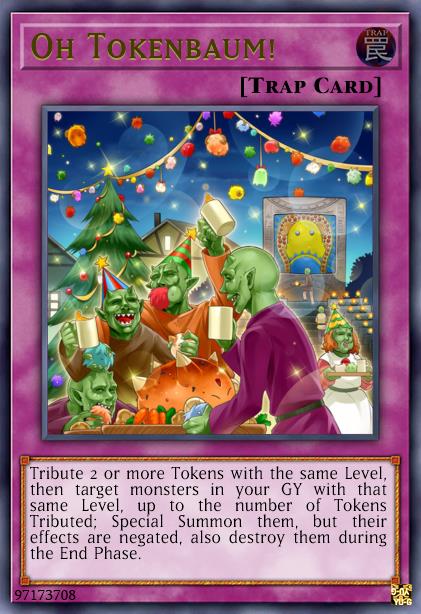 Oh Tokenbaum!
TRAP
罠
[Trap Card]
Tribute 2 or more Tokens with the same Level,
then target monsters in your GY with that
same Level, up to the number of Tokens
Tributed; Special Summon them, but their
effects are negated, also destroy them during
the End Phase.
97173708